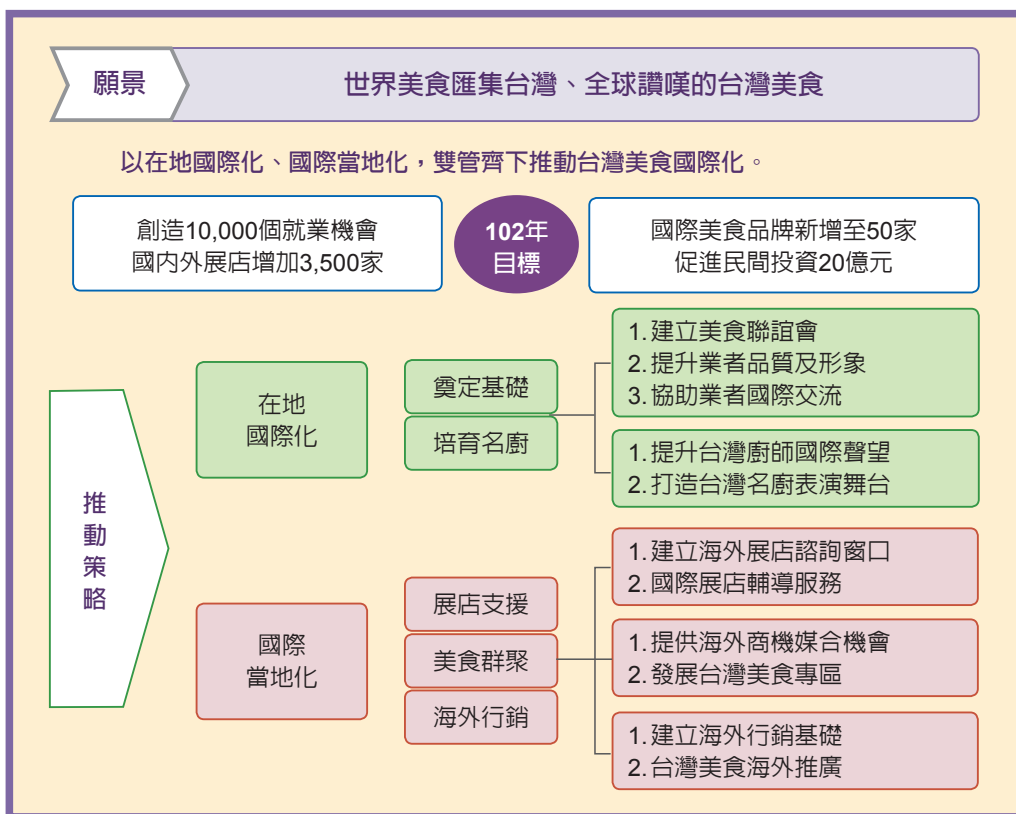 願景
世界美食匯集台灣、全球讚嘆的台灣美食
以在地國際化、國際當地化，雙管齊下推動台灣美食國際化。
創造10,000個就業機會
國內外展店增加3,500家
102年
目標
國際美食品牌新增至50家
促進民間投資20億元
推動策略
在地
國際化
奠定基礎
培育名廚
1.建立美食聯誼會
2.提升業者品質及形象
3.協助業者國際交流
1.提升台灣廚師國際聲望
2.打造台灣名廚表演舞台
國際
當地化
展店支援
美食群聚
海外行銷
1.建立海外展店諮詢窗口
2.國際展店輔導服務
1.提供海外商機媒合機會
2.發展台灣美食專區
1.建立海外行銷基礎
2.台灣美食海外推廣